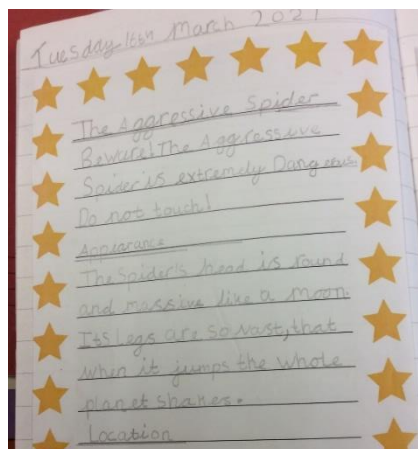 Tuesday 16th March 2021
The Aggressive Spider
Beware! The Aggressive
Spider is extremely Dangerous.
Do not touch!
Appearance
The Spider's head is round
and massive like a moon.
Its Legs are so vast, that
when it jumps the whole
planet shakes.
Location